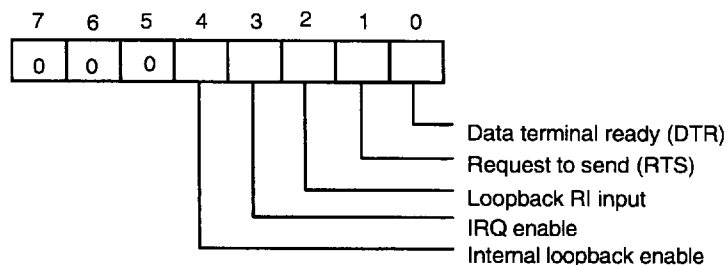 7 6 5 4 3 2 1 0
0 0 0
Data terminal ready (DTR)
Request to send (RTS)
Loopback RI input
IRQ enable
Internal loopback enable